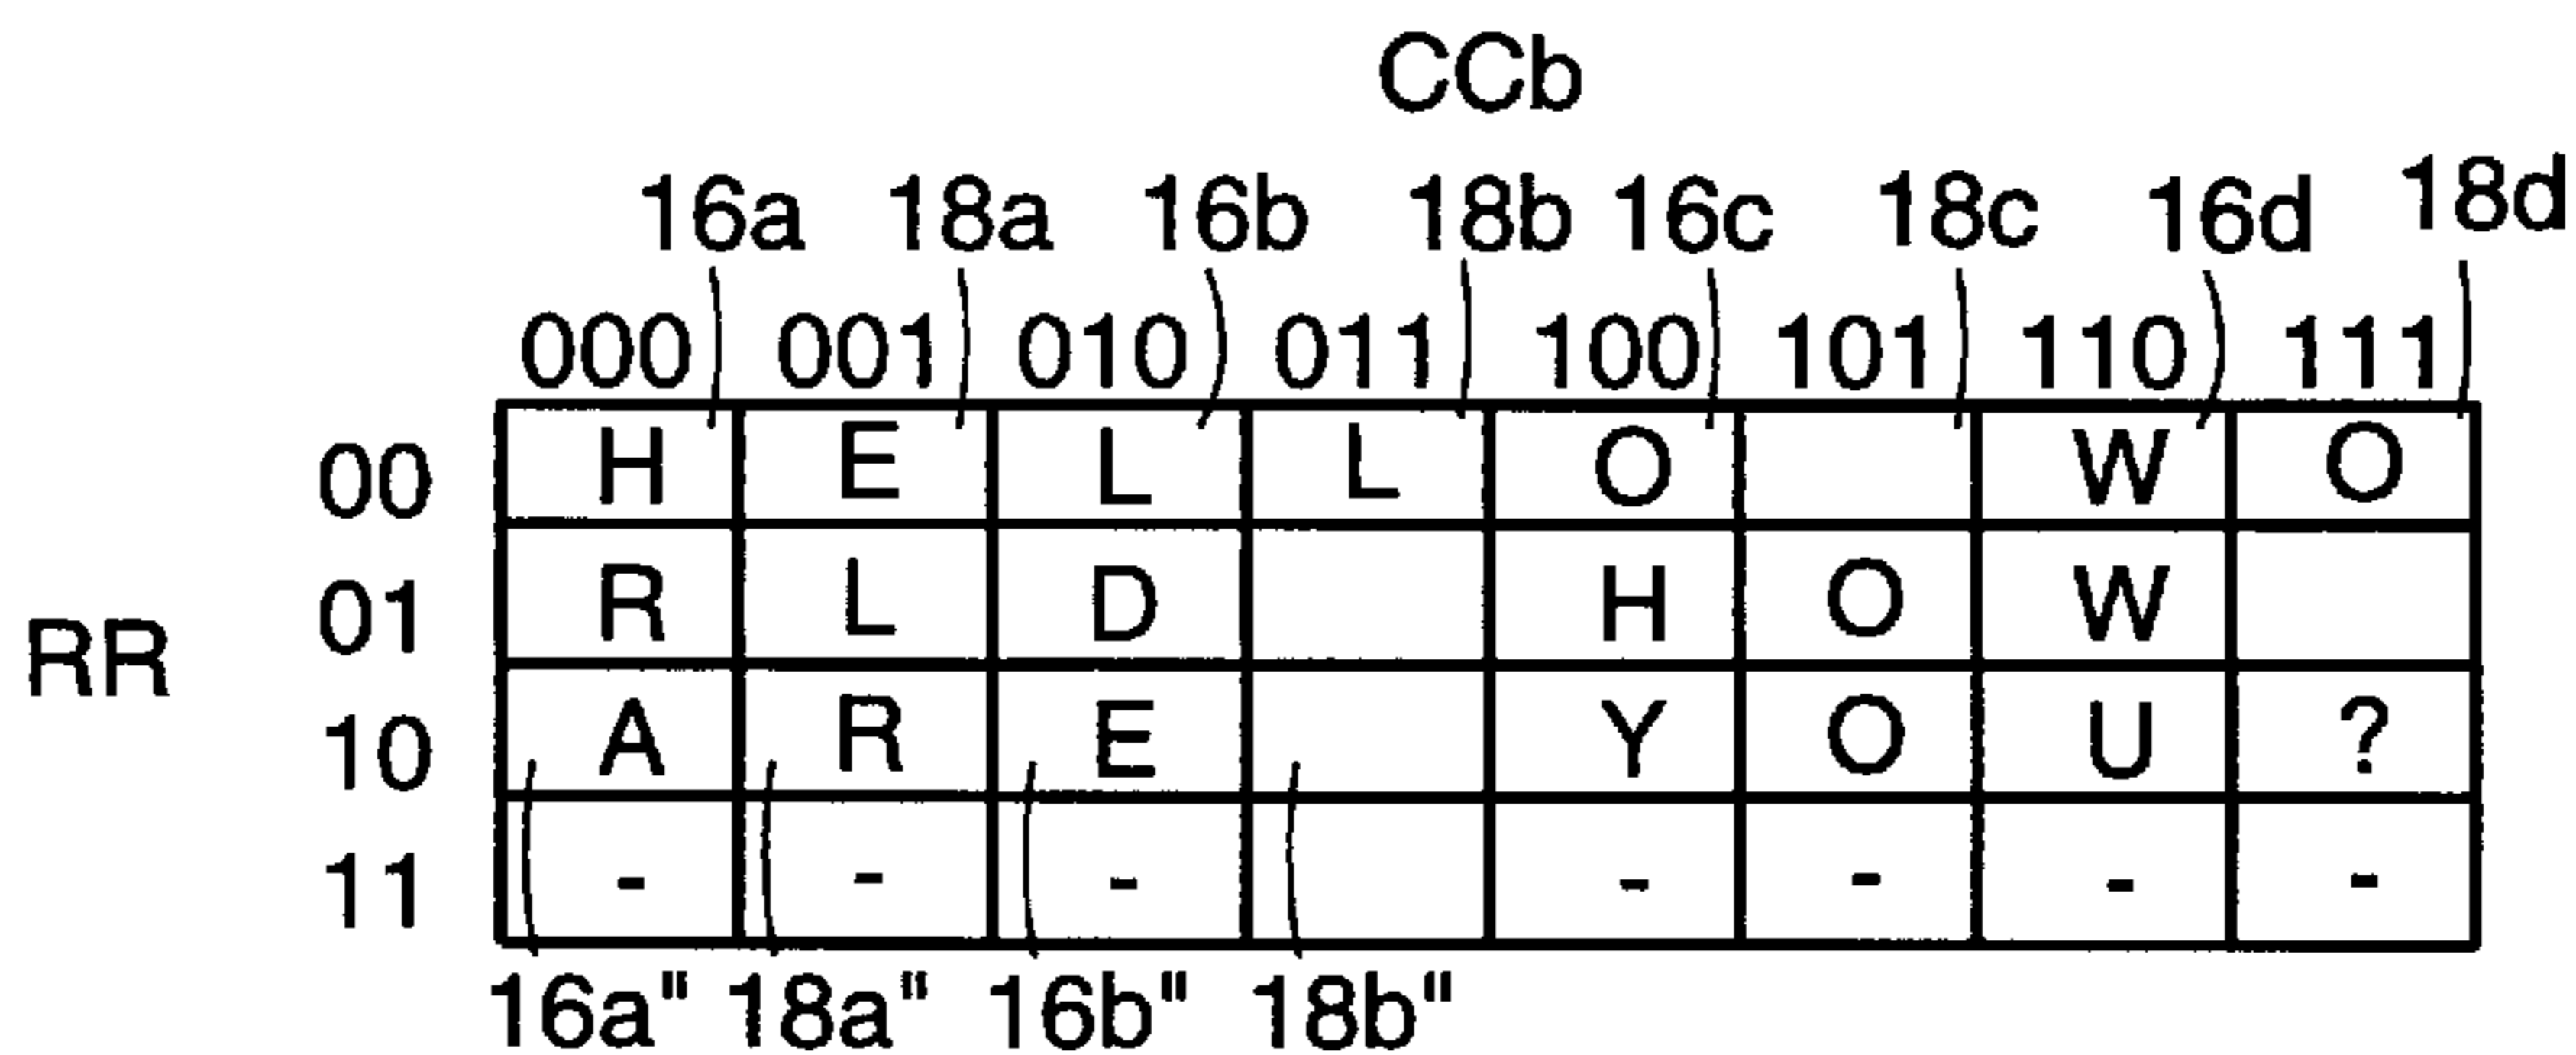 CCb
16a 18a 16b 18b 16c 18c 16d 18d
000 001 010 011 100 101 110 111
00 H E L L O W O
01 R L D H O W
RR
10 A R E Y O U ?
11 - - - - - - -
16a" 18a" 16b" 18b"